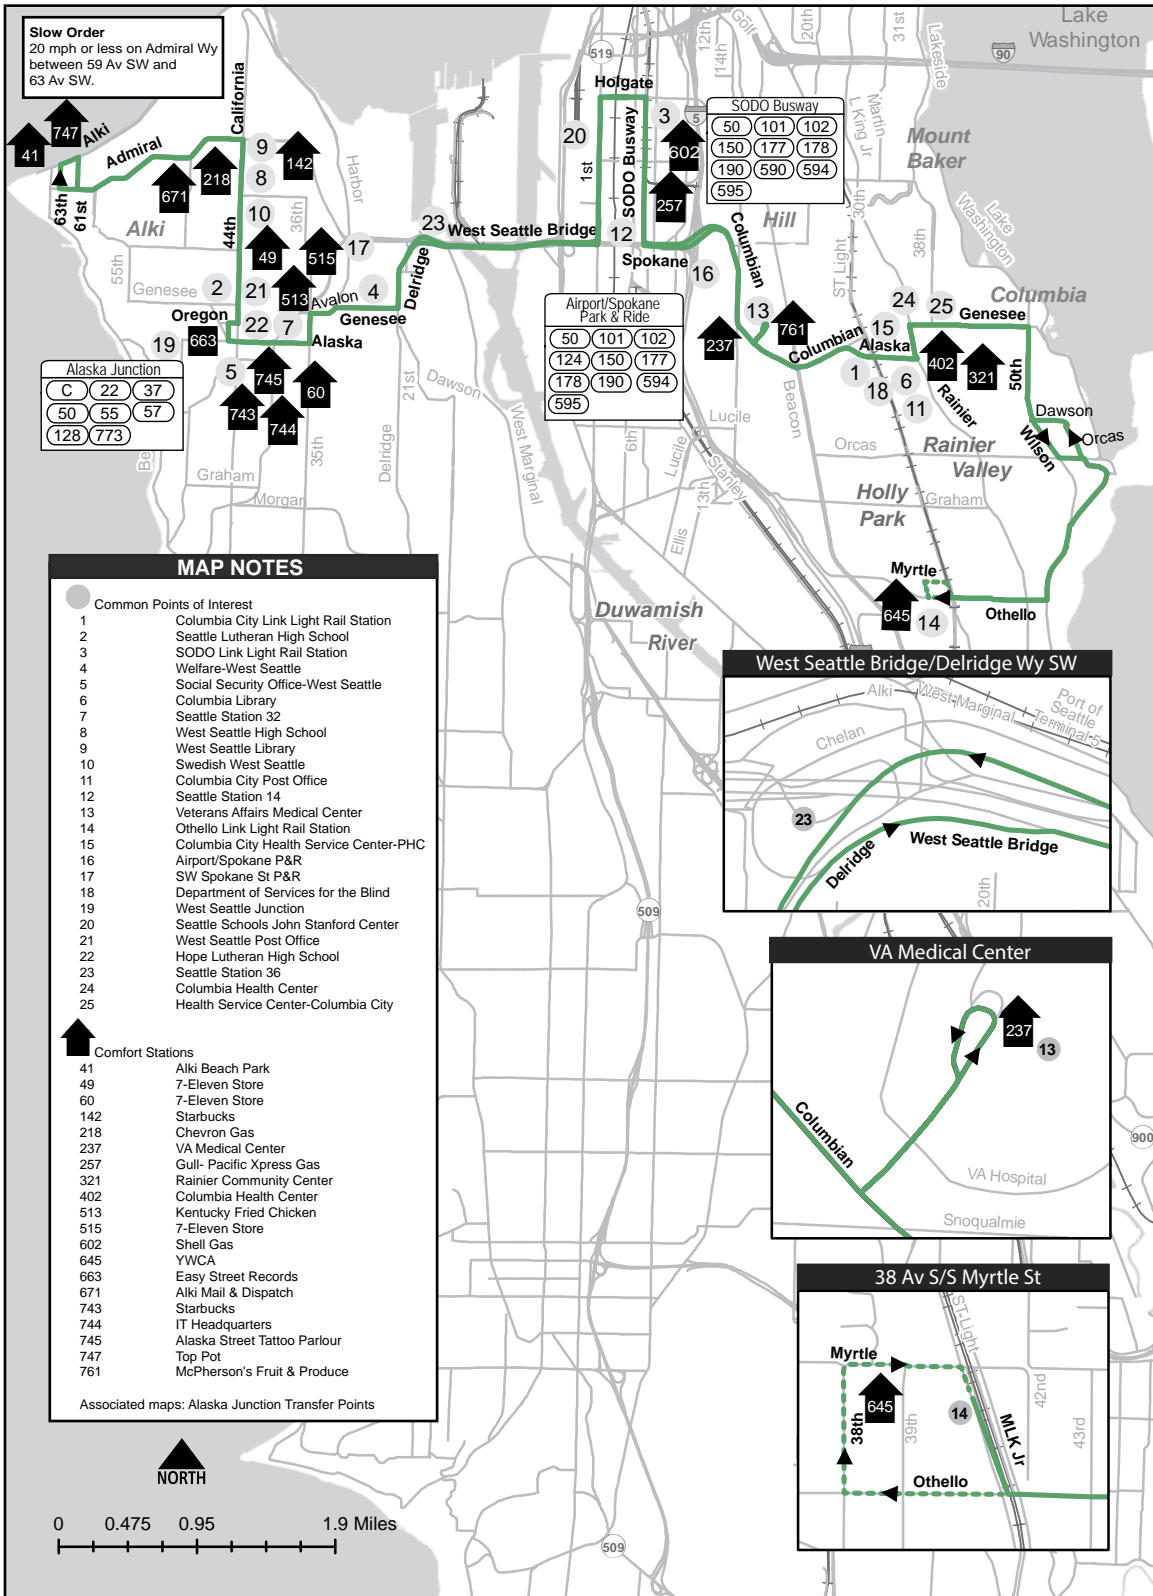 Slow Order
20 mph or less on Admiral Wy
between 59 Av SW and
63 Av SW.
Lake
Washington
90
519
5
Golf
12th
14th
20th
31st
Lakeside
Martin
L King Jr
Mount
Baker
Lake
Washington
Hill
30th
38th
ST Light
Columbia
California
Alki
Admiral
63rd
61st
Alki
55th
44th
36th
Harbor
Genesee
Oregon
Avalon
Genesee
Alaska
Delridge
West Seattle Bridge
Holgate
1st
SODO Busway
Spokane
Columbian
Columbian
Alaska
Genesee
50th
Rainier
Dawson
Orcas
Wilson
Rainier
Valley
Holly
Park
Orcas
Graham
Beacon
Lucile
Lucile
Stanley
13th
Ellis
6th
Dawson
21st
West Marginal
Delridge
35th
Graham
Morgan
Be
Duwamish
River
Myrtle
Othello
747
41
671
218
142
49
515
513
663
745
743
744
60
602
257
237
761
402
321
645
9
8
10
17
2
21
4
22
7
19
5
23
20
3
12
16
13
24
25
15
1
18
6
11
14
SODO Busway
50 101 102
150 177 178
190 590 594
595
Airport/Spokane
Park & Ride
50 101 102
124 150 177
178 190 594
595
Alaska Junction
C 22 37
50 55 57
128 773
MAP NOTES
Common Points of Interest
1 Columbia City Link Light Rail Station
2 Seattle Lutheran High School
3 SODO Link Light Rail Station
4 Welfare-West Seattle
5 Social Security Office-West Seattle
6 Columbia Library
7 Seattle Station 32
8 West Seattle High School
9 West Seattle Library
10 Swedish West Seattle
11 Columbia City Post Office
12 Seattle Station 14
13 Veterans Affairs Medical Center
14 Othello Link Light Rail Station
15 Columbia City Health Service Center-PHC
16 Airport/Spokane P&R
17 SW Spokane St P&R
18 Department of Services for the Blind
19 West Seattle Junction
20 Seattle Schools John Stanford Center
21 West Seattle Post Office
22 Hope Lutheran High School
23 Seattle Station 36
24 Columbia Health Center
25 Health Service Center-Columbia City
Comfort Stations
41 Alki Beach Park
49 7-Eleven Store
60 7-Eleven Store
142 Starbucks
218 Chevron Gas
237 VA Medical Center
257 Gull- Pacific Xpress Gas
321 Rainier Community Center
402 Columbia Health Center
513 Kentucky Fried Chicken
515 7-Eleven Store
602 Shell Gas
645 YWCA
663 Easy Street Records
671 Alki Mail & Dispatch
743 Starbucks
744 IT Headquarters
745 Alaska Street Tattoo Parlour
747 Top Pot
761 McPherson's Fruit & Produce
Associated maps: Alaska Junction Transfer Points
NORTH
0 0.475 0.95 1.9 Miles
509
509
900
West Seattle Bridge/Delridge Wy SW
Alki
West Marginal
Port of
Seattle
Terminal 5
Chelan
23
Delridge
West Seattle Bridge
20th
VA Medical Center
237
13
Columbian
VA Hospital
Snoqualmie
38 Av S/S Myrtle St
ST Light
Myrtle
645
38th
39th
14
MLK Jr
42nd
43rd
Othello